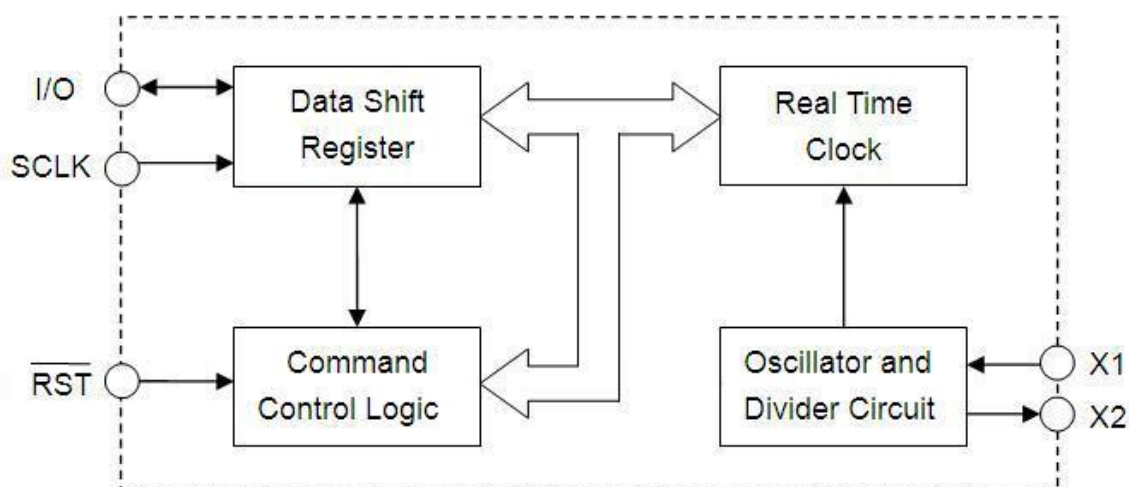 I/O
SCLK
Data Shift
Register
Real Time
Clock
RST
Command
Control Logic
Oscillator and
Divider Circuit
X1
X2